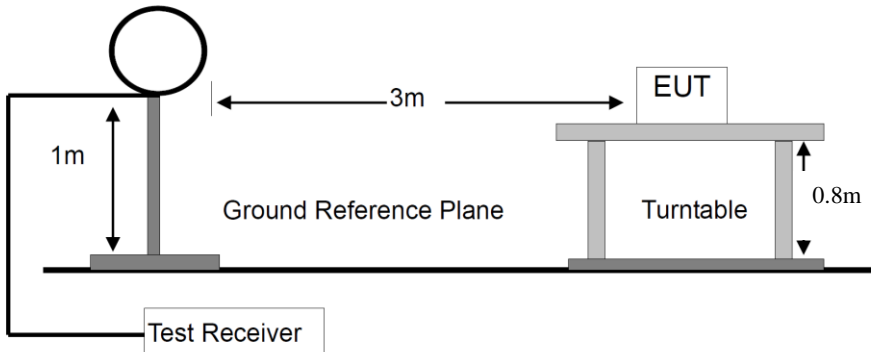 EUT
3m
1m
0.8m
Ground Reference Plane
Turntable
Test Receiver